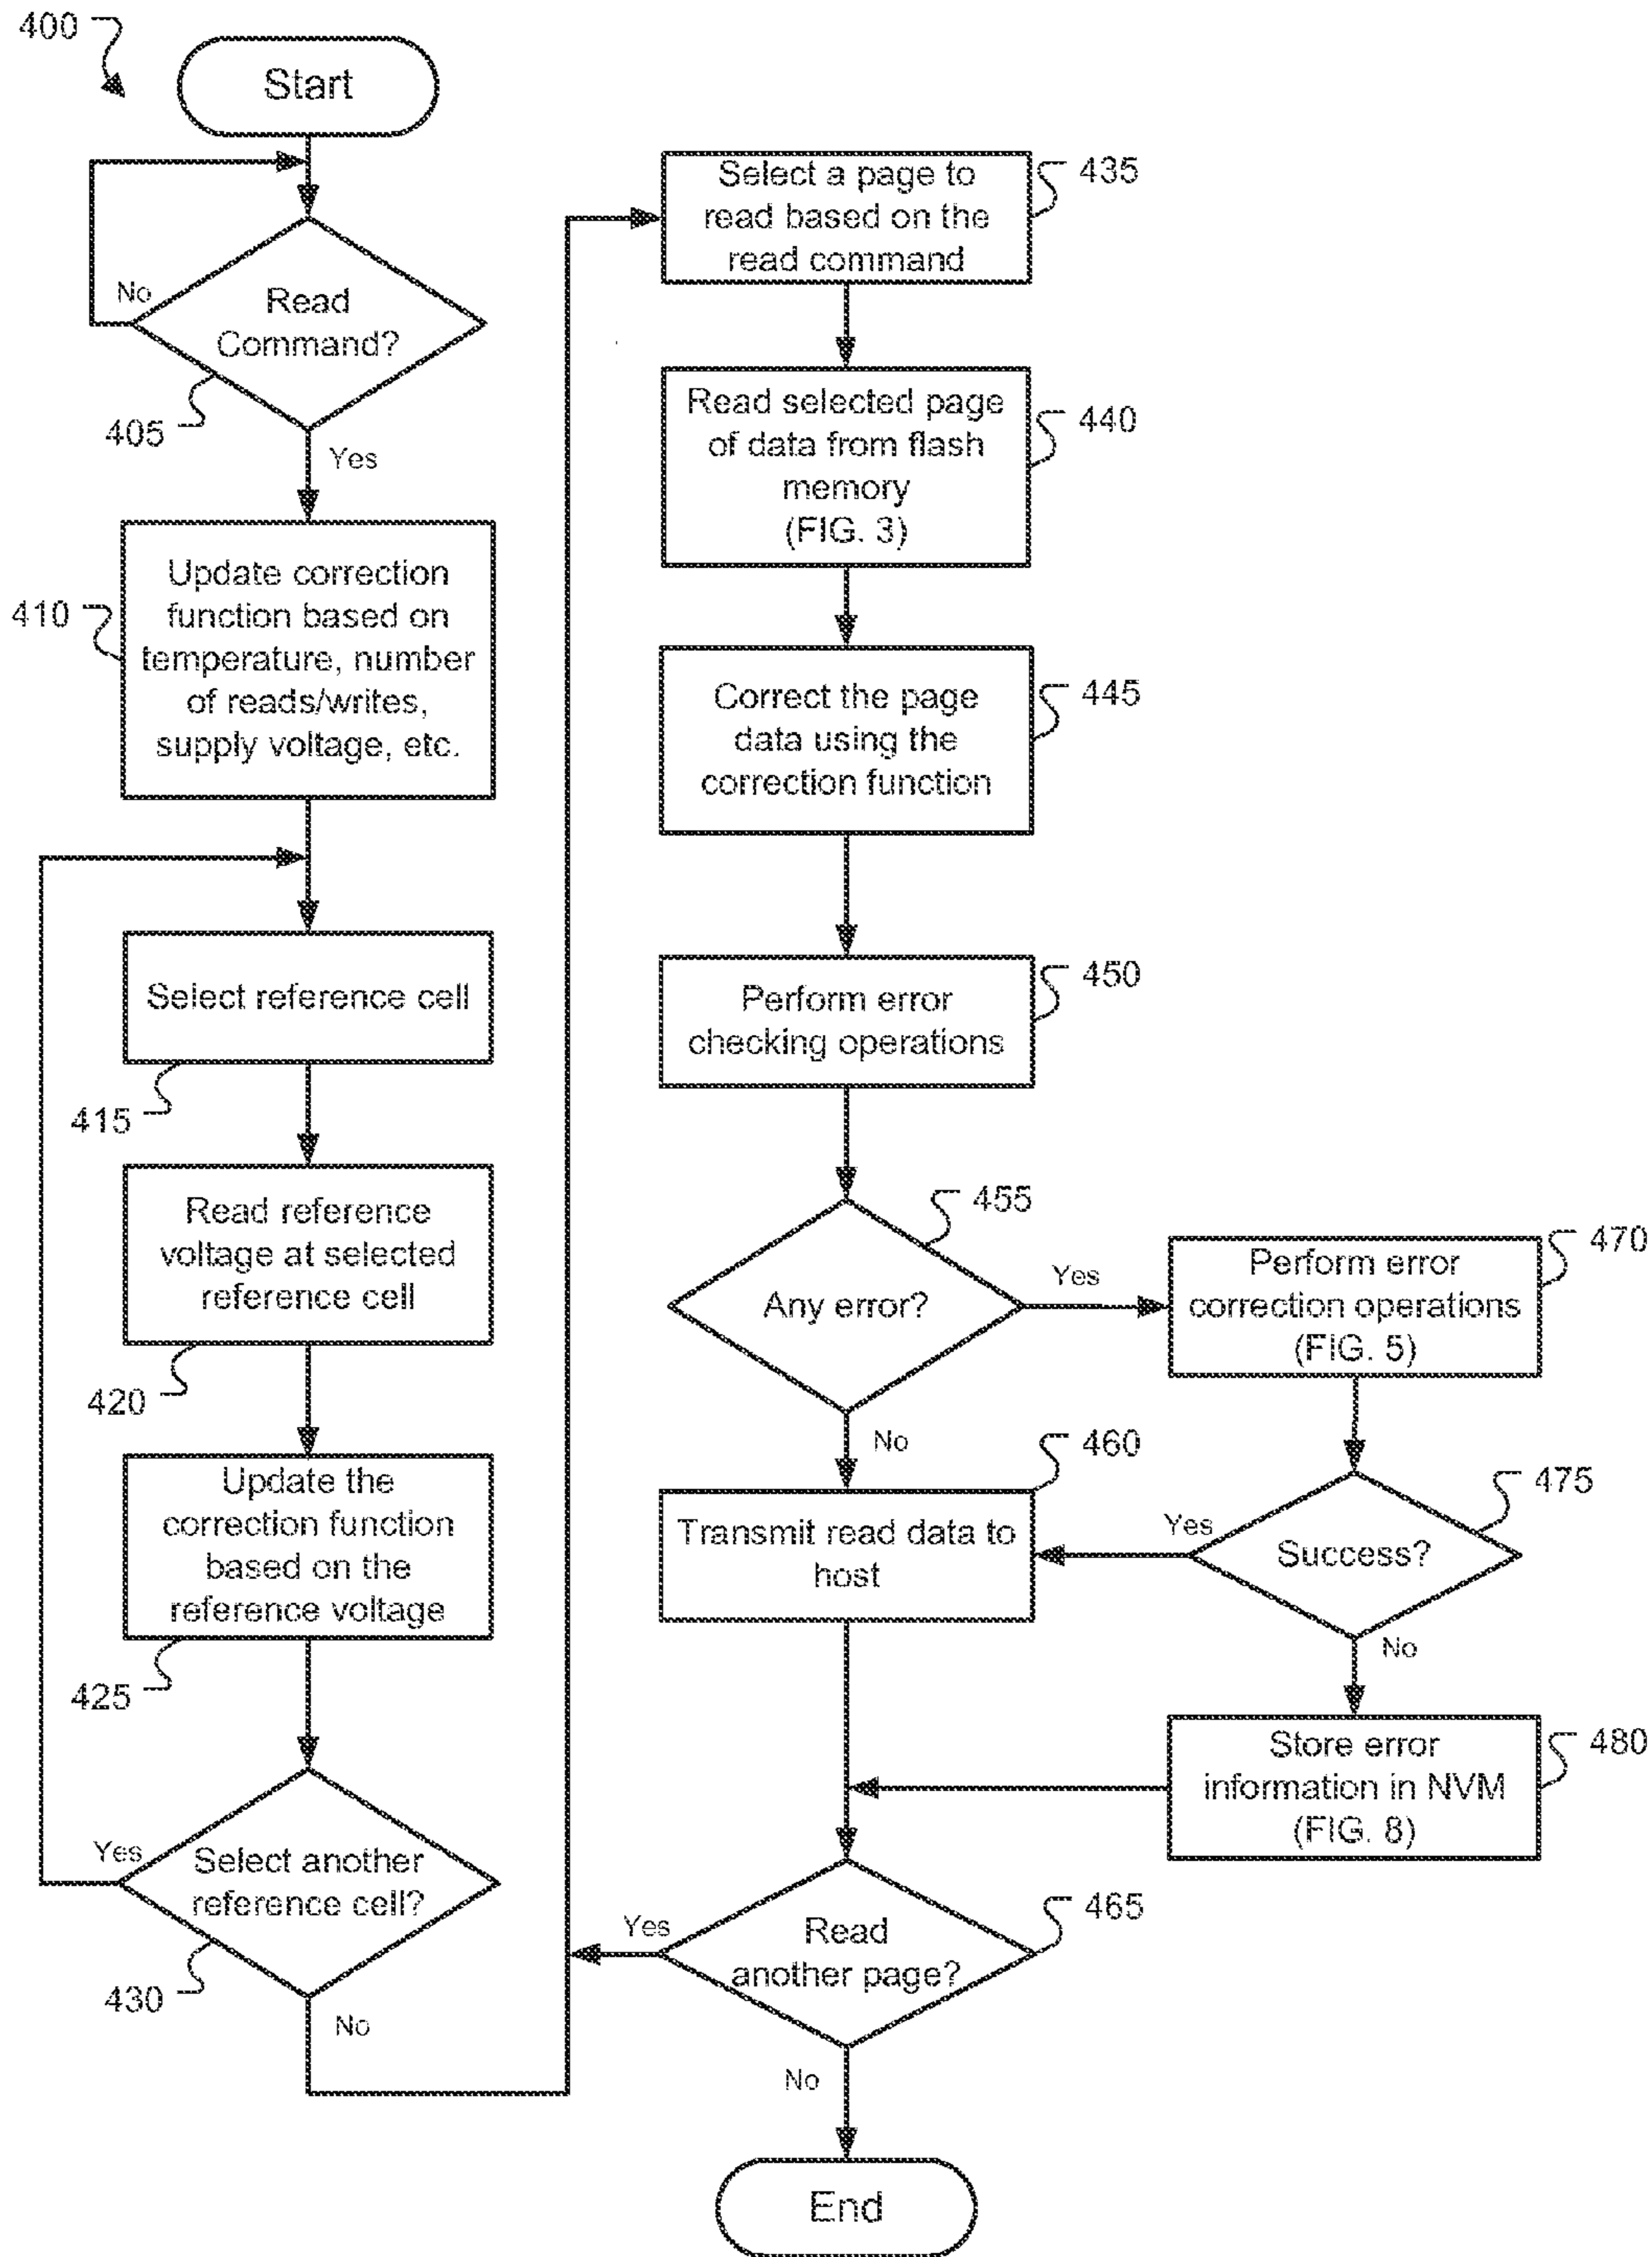 400
Start
No
Read
Command?
405
Yes
410
Update correction
function based on
temperature, number
of reads/writes,
supply voltage, etc.
Select reference cell
415
Read reference
voltage at selected
reference cell
420
Update the
correction function
based on the
reference voltage
425
Yes
Select another
reference cell?
430
No
Select a page to
read based on the
read command
435
Read selected page
of data from flash
memory
(FIG. 3)
440
Correct the page
data using the
correction function
445
Perform error
checking operations
450
455
Any error?
Yes
No
Perform error
correction operations
(FIG. 5)
470
460
Transmit read data to
host
475
Yes
Success?
No
Store error
information in NVM
(FIG. 8)
480
Yes
Read
another page?
465
No
End